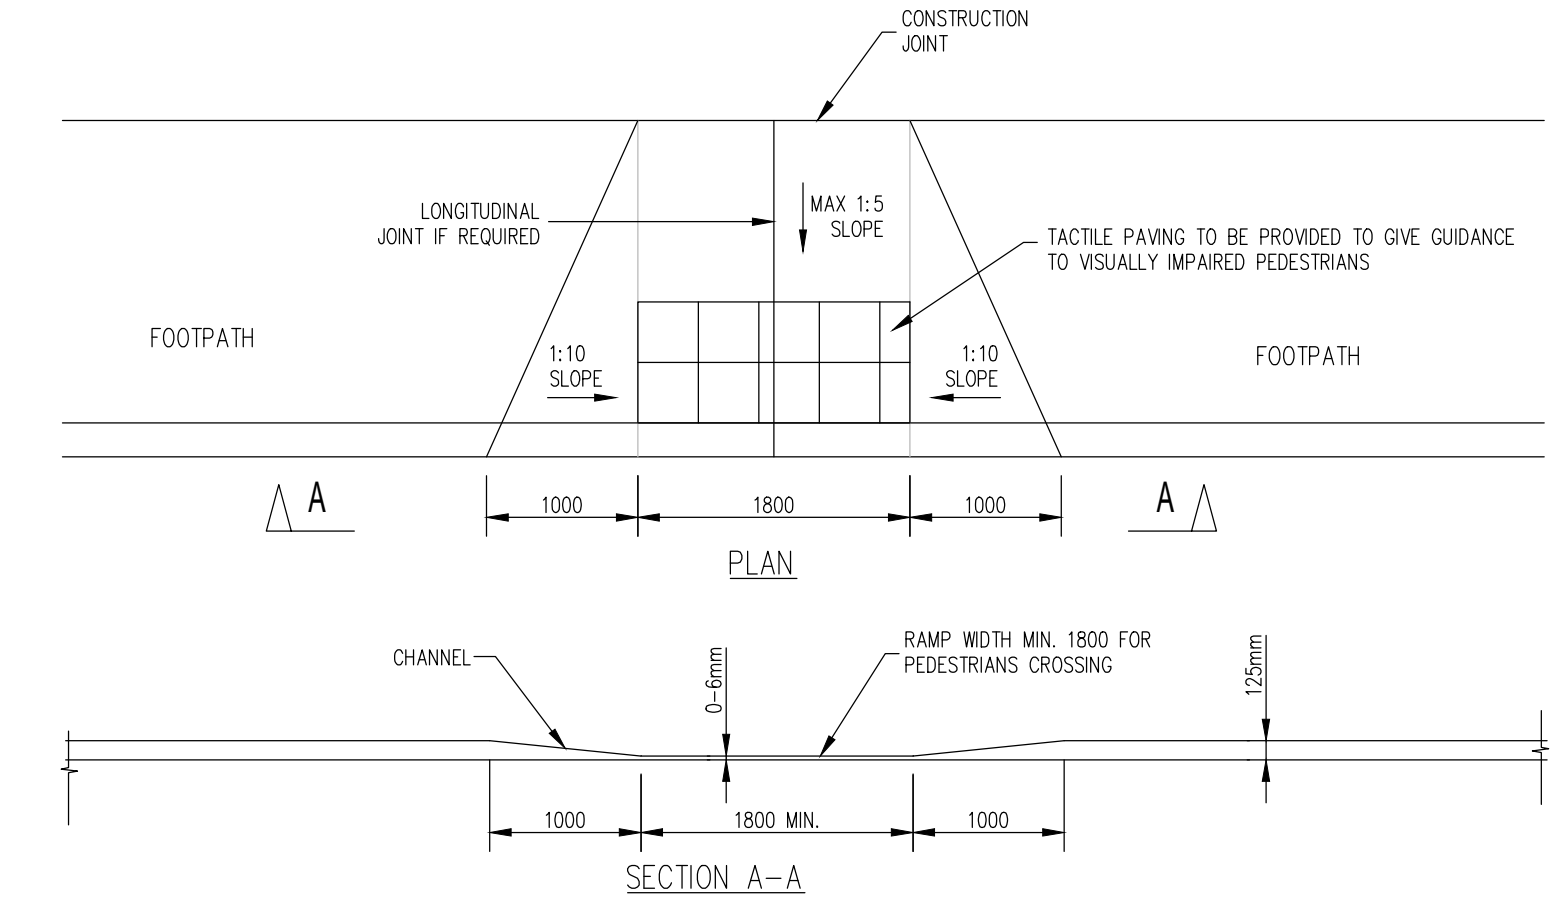 CONSTRUCTION
JOINT
LONGITUDINAL
JOINT IF REQUIRED
MAX 1:5
SLOPE
TACTILE PAVING TO BE PROVIDED TO GIVE GUIDANCE
TO VISUALLY IMPAIRED PEDESTRIANS
FOOTPATH
1:10
SLOPE
1:10
SLOPE
FOOTPATH
A
1000
1800
1000
A
PLAN
CHANNEL
0-6mm
RAMP WIDTH MIN. 1800 FOR
PEDESTRIANS CROSSING
125mm
1000
1800 MIN.
1000
SECTION A-A